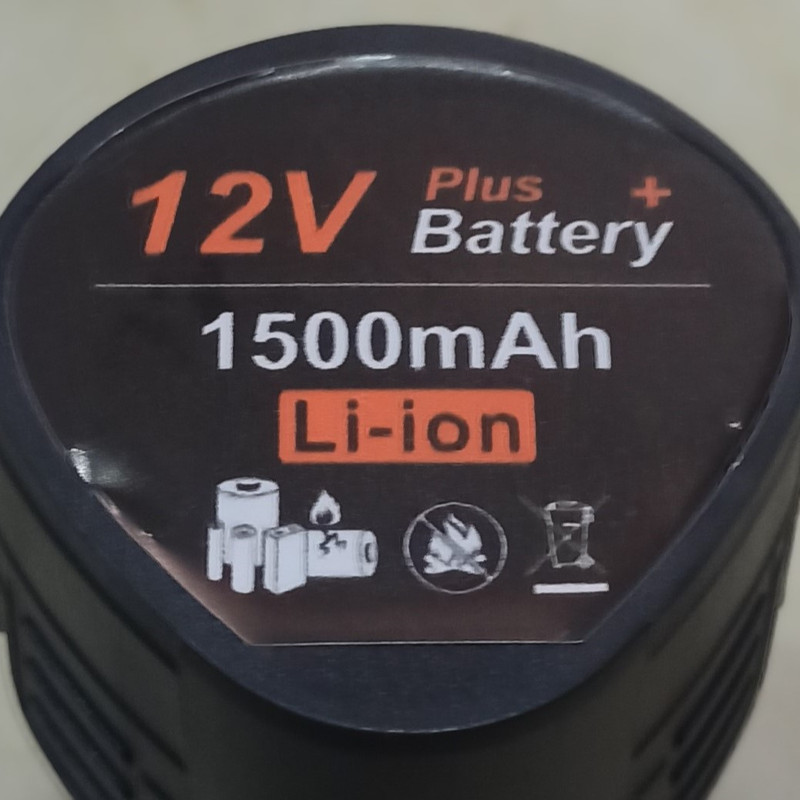 12V Plus +
Battery
1500mAh
Li-ion